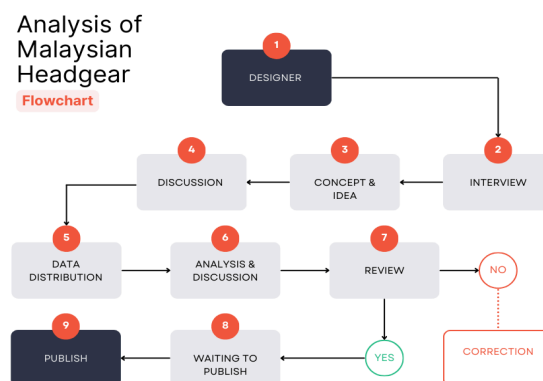 Analysis of
Malaysian
Headgear
Flowchart
1
DESIGNER
4
3
2
DISCUSSION
CONCEPT &
IDEA
INTERVIEW
5
6
7
DATA
DISTRIBUTION
ANALYSIS &
DISCUSSION
REVIEW
NO
9
8
PUBLISH
WAITING TO
PUBLISH
YES
CORRECTION